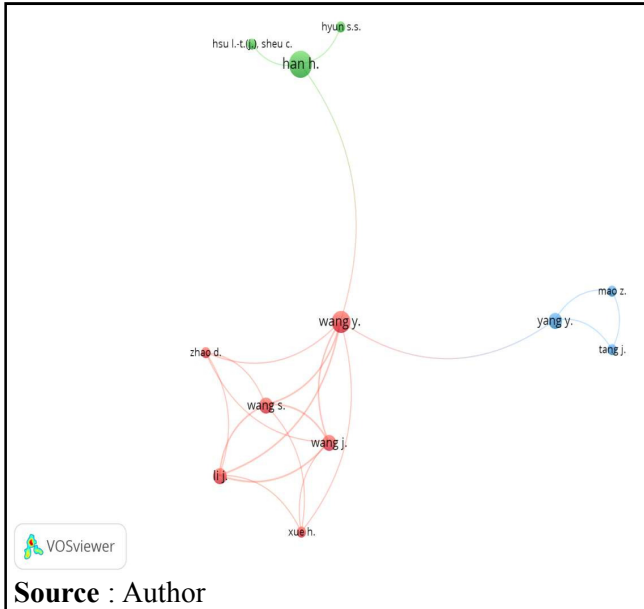 hyun s.s.
hsu l.-t.(j.), sheu c.
han h.
mao z.
wang y.
yang y.
tang j.
zhao d.
wang s.
wang j.
li j.
xue h.
VOSviewer
Source : Author